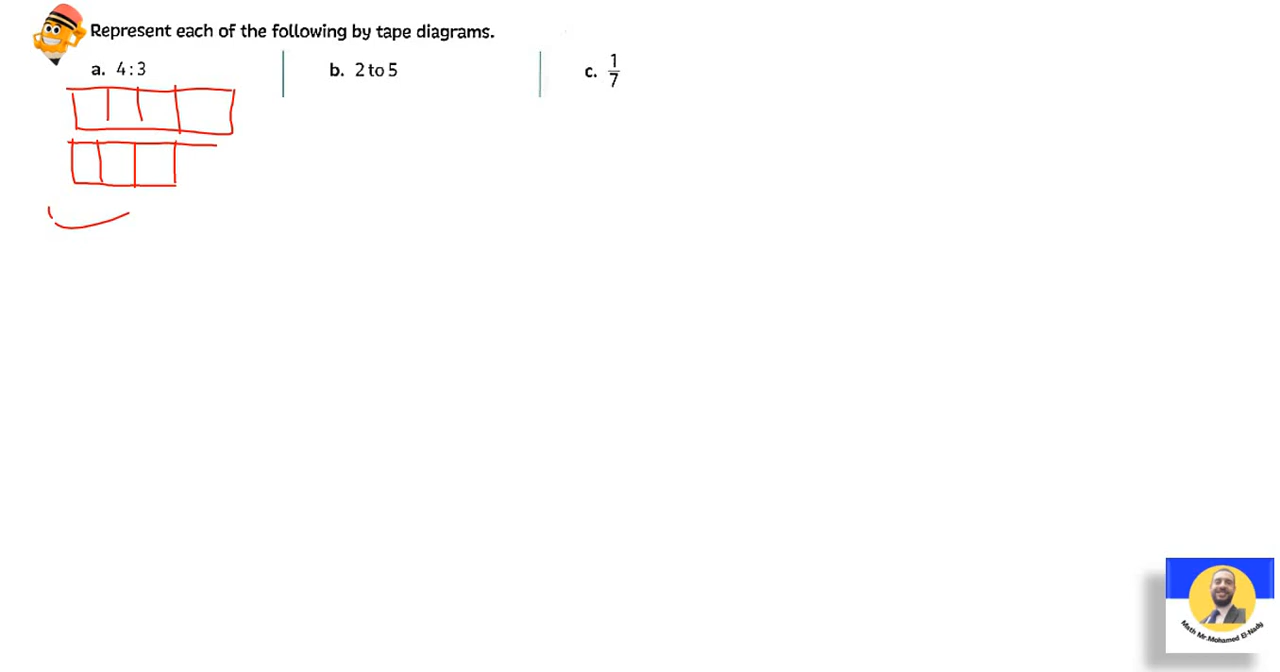 Represent each of the following by tape diagrams.
a. 4 : 3
b. 2 to 5
c. 1/7
Math Mr.Mohamed El-Nady